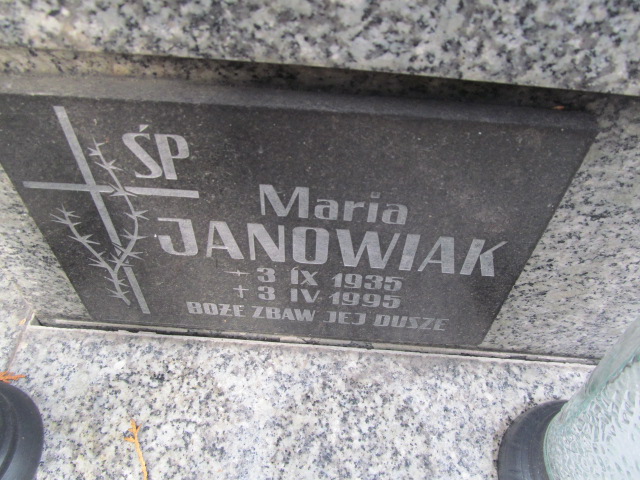 ŚP
Maria
JANOWIAK
- 3 IX 1935
+ 3 IV 1995
BOŻE ZBAW JEJ DUSZE